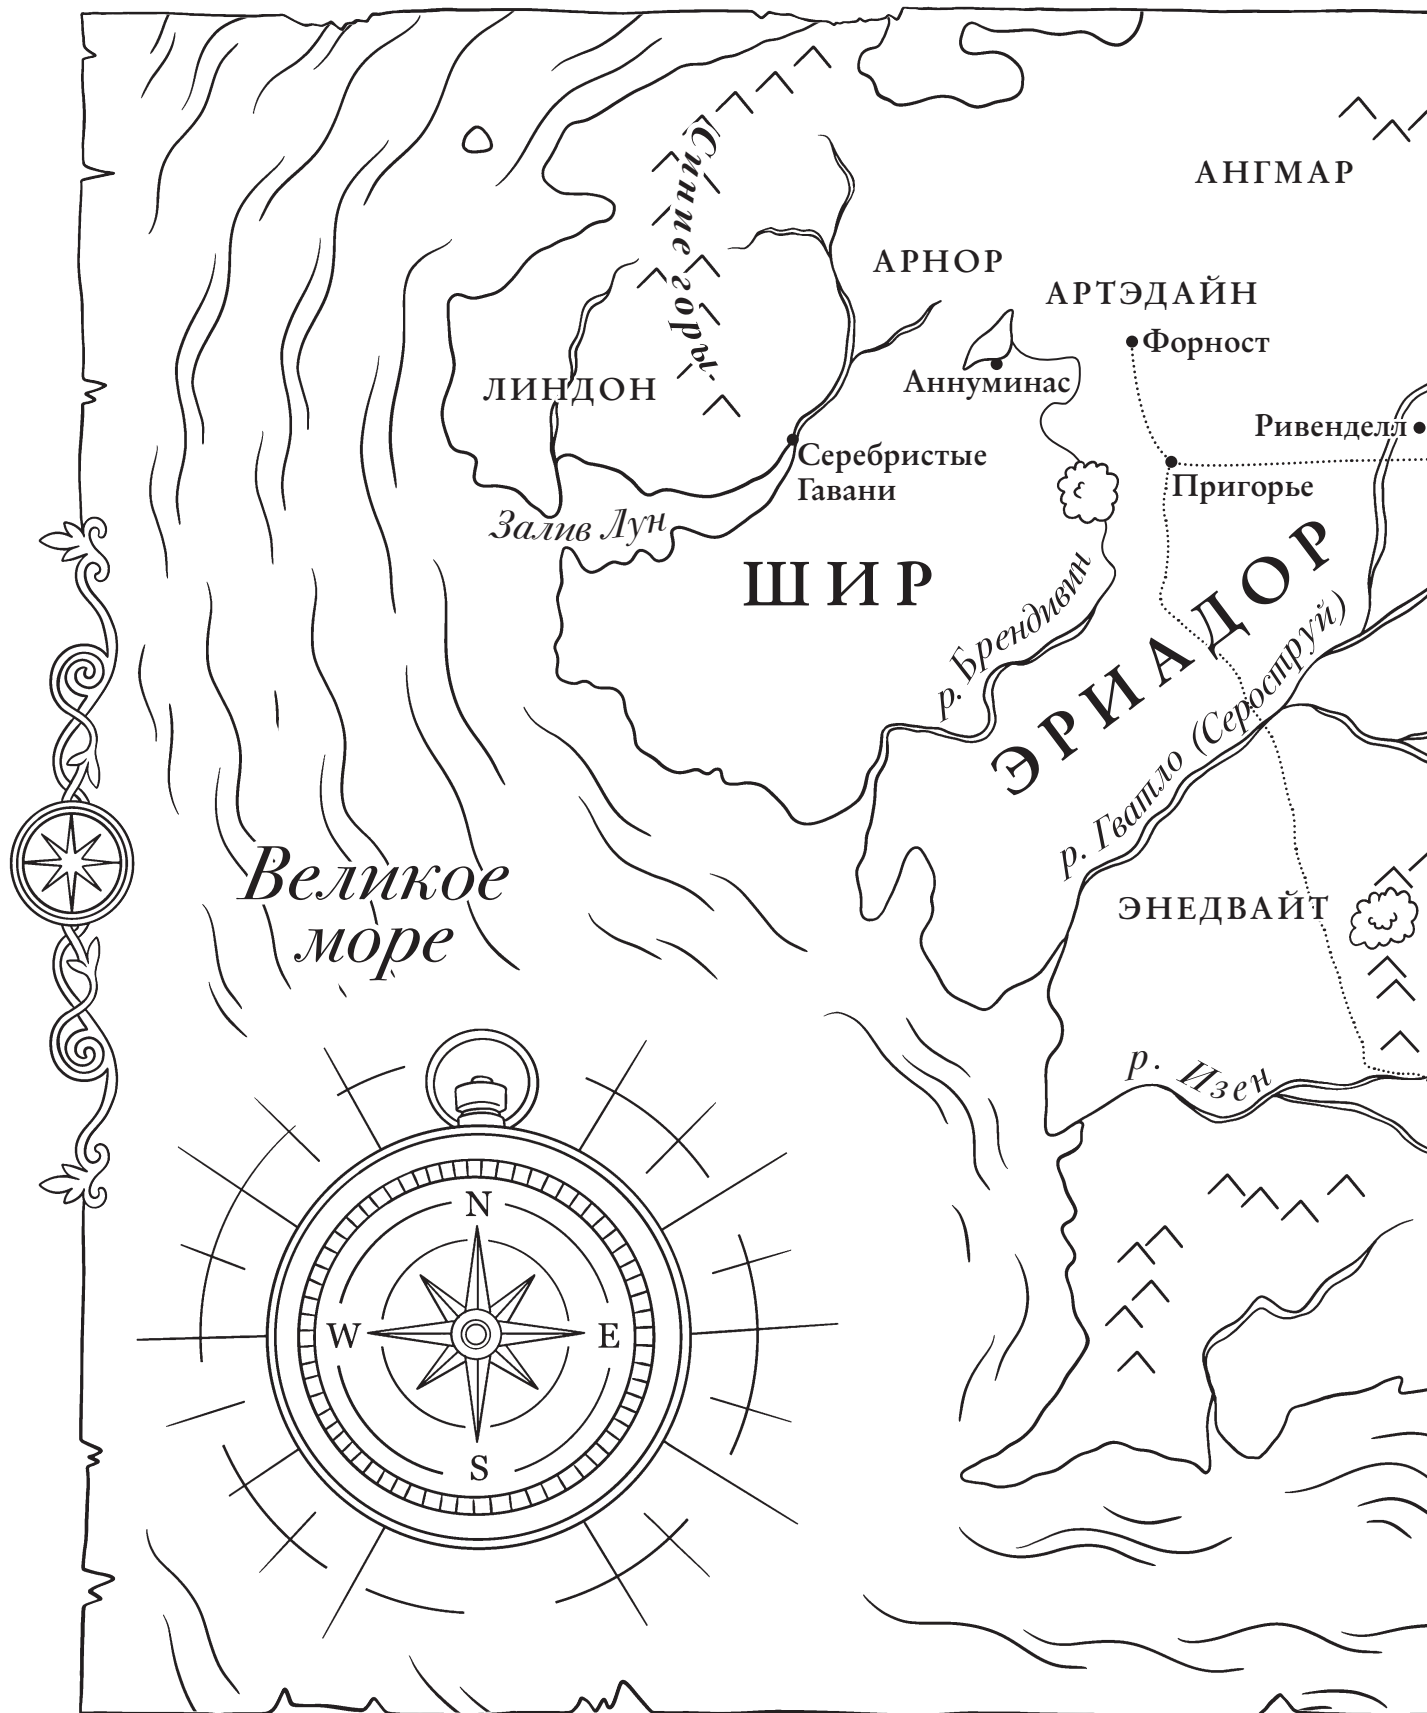 Синие горы
АНГМАР
АРНОР
АРТЭДАЙН
Форност
Аннуминас
ЛИНДОН
Ривенделл
Серебристые
Гавани
Пригорье
Залив Лун
ШИР
р. Брендивин
ЭРИАДОР
р. Гватло (Сероструй)
Великое
море
ЭНЕДВАЙТ
р. Изен
N
W
E
S